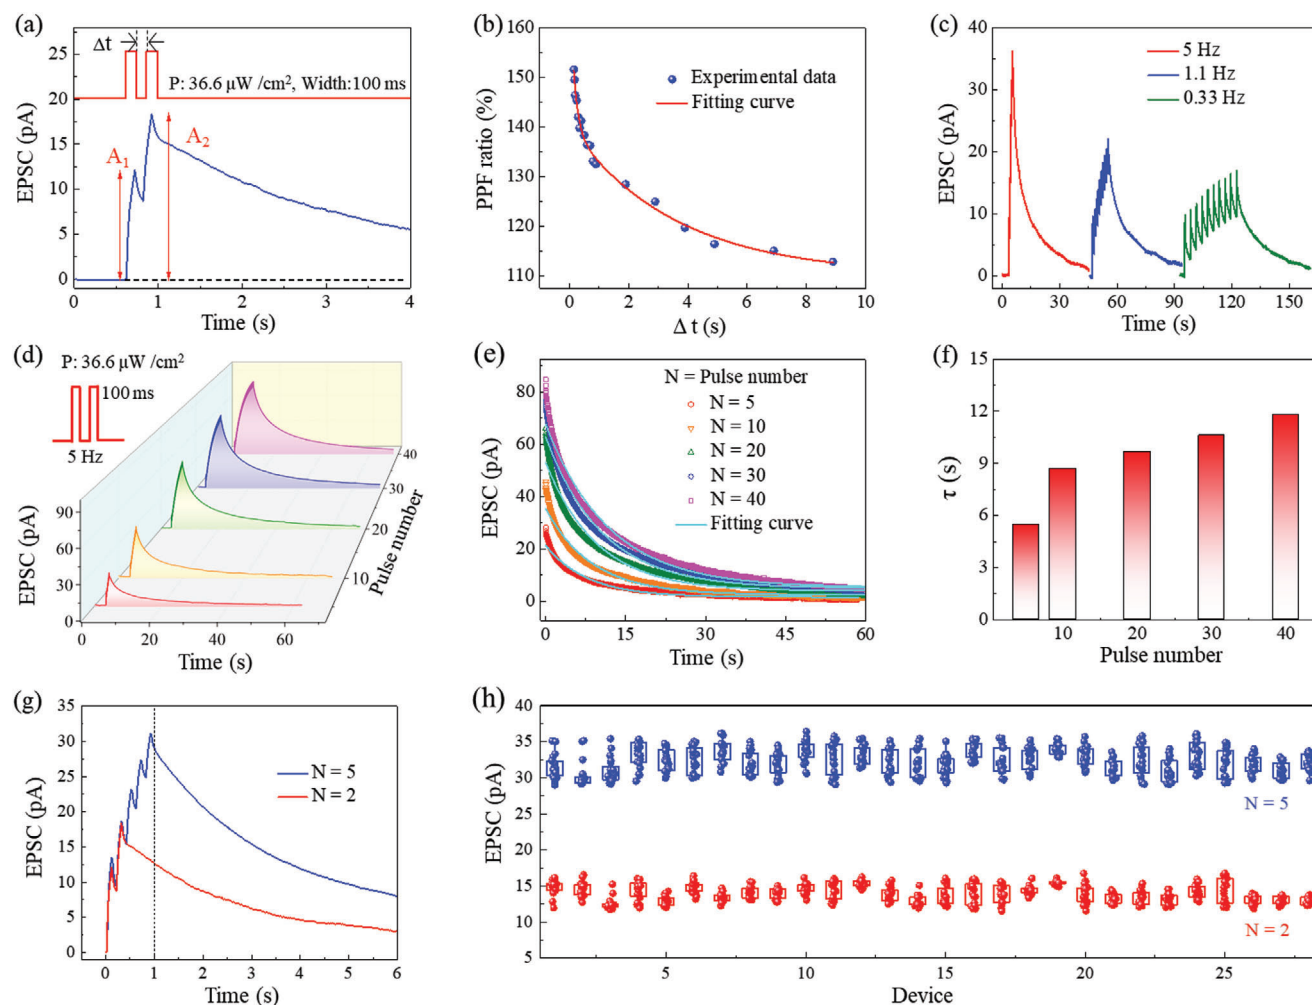 (a)
Δt
P: 36.6 µW /cm², Width:100 ms
A₁
A₂
EPSC (pA)
25
20
15
10
5
0
0 1 2 3 4
Time (s)
(b)
Experimental data
Fitting curve
PPF ratio (%)
160
150
140
130
120
110
0 2 4 6 8 10
Δ t (s)
(c)
5 Hz
1.1 Hz
0.33 Hz
EPSC (pA)
40
30
20
10
0
0 30 60 90 120 150
Time (s)
(d)
P: 36.6 µW /cm²
100 ms
5 Hz
EPSC (pA)
90
60
30
0
0 20 40 60
Time (s)
10
20
30
40
Pulse number
(e)
N = Pulse number
N = 5
N = 10
N = 20
N = 30
N = 40
Fitting curve
EPSC (pA)
100
80
60
40
20
0
0 15 30 45 60
Time (s)
(f)
τ (s)
15
12
9
6
3
0
10 20 30 40
Pulse number
(g)
N = 5
N = 2
EPSC (pA)
35
30
25
20
15
10
5
0
0 1 2 3 4 5 6
Time (s)
(h)
EPSC (pA)
40
35
30
25
20
15
10
5
N = 5
N = 2
5 10 15 20 25
Device